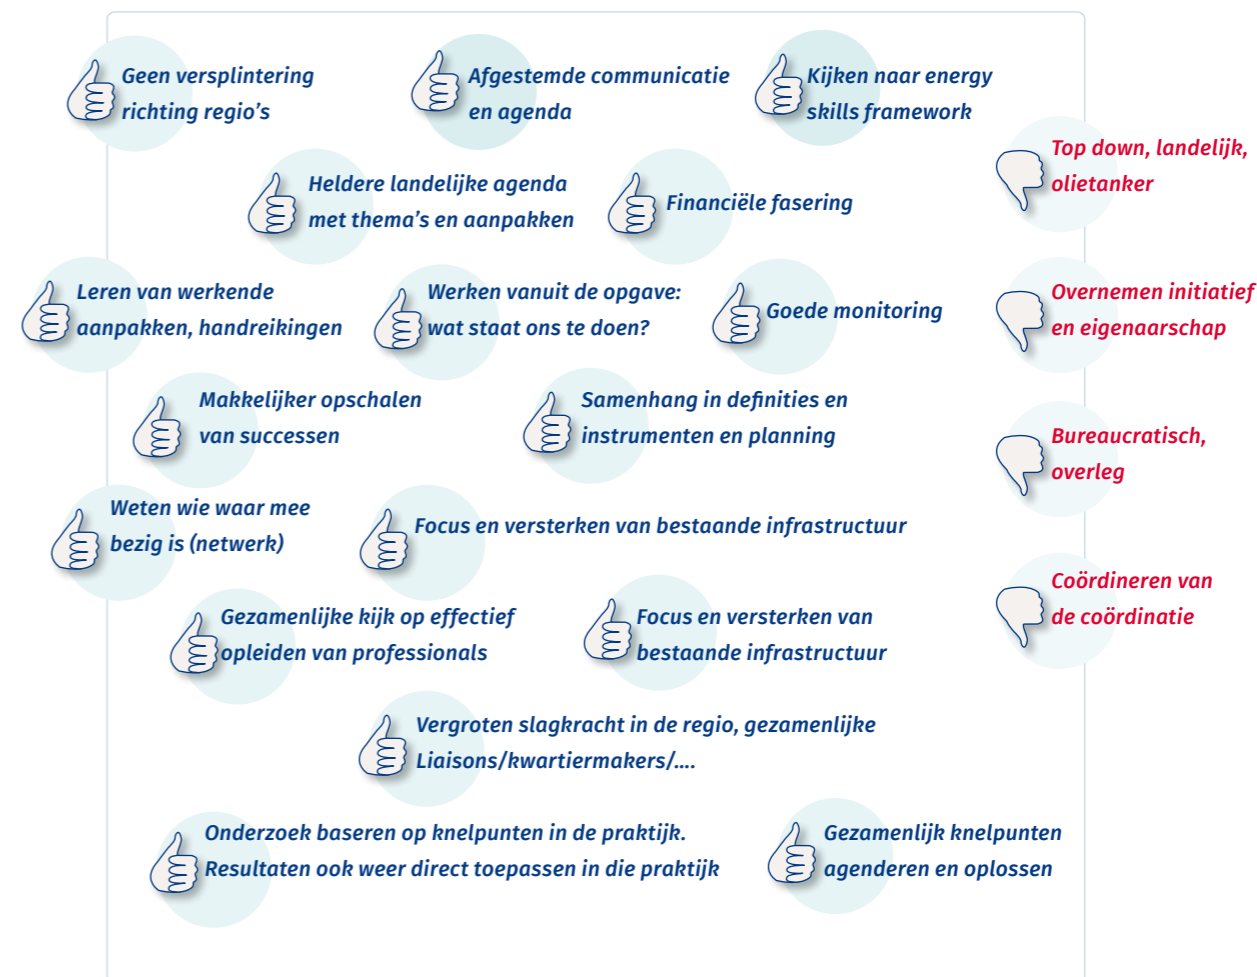 Geen versplintering
richting regio's
Afgestemde communicatie
en agenda
Kijken naar energy
skills framework
Top down, landelijk,
olietanker
Heldere landelijke agenda
met thema's en aanpakken
Financiële fasering
Leren van werkende
aanpakken, handreikingen
Werken vanuit de opgave:
wat staat ons te doen?
Goede monitoring
Overnemen initiatief
en eigenaarschap
Makkelijker opschalen
van successen
Samenhang in definities en
instrumenten en planning
Bureaucratisch,
overleg
Weten wie waar mee
bezig is (netwerk)
Focus en versterken van bestaande infrastructuur
Coördineren van
de coördinatie
Gezamenlijke kijk op effectief
opleiden van professionals
Focus en versterken van
bestaande infrastructuur
Vergroten slagkracht in de regio, gezamenlijke
Liaisons/kwartiermakers/....
Onderzoek baseren op knelpunten in de praktijk.
Resultaten ook weer direct toepassen in die praktijk
Gezamenlijk knelpunten
agenderen en oplossen